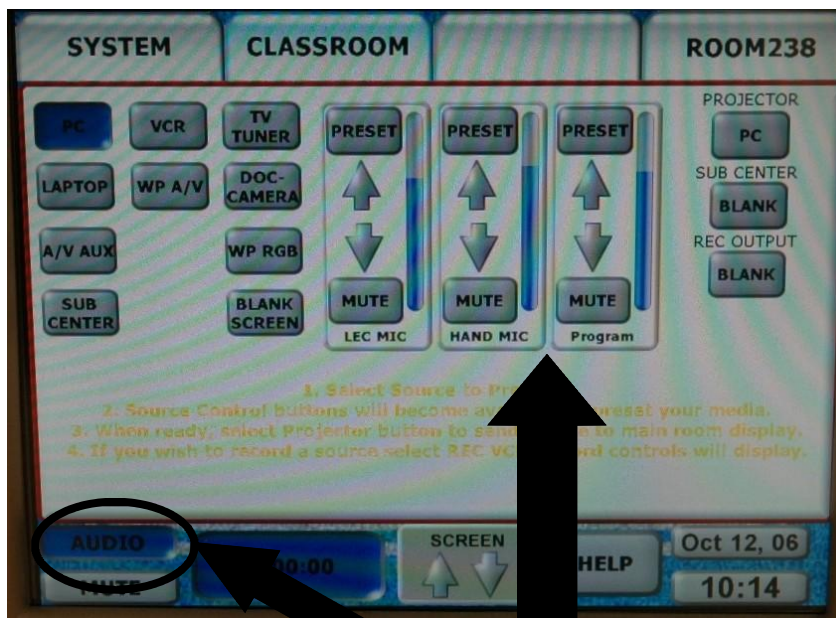 SYSTEM
CLASSROOM
ROOM238
PC
VCR
TV
TUNER
LAPTOP
WP A/V
DOC-
CAMERA
A/V AUX
WP RGB
SUB
CENTER
BLANK
SCREEN
PRESET
MUTE
LEC MIC
PRESET
MUTE
HAND MIC
PRESET
MUTE
Program
PROJECTOR
PC
SUB CENTER
BLANK
REC OUTPUT
BLANK
1. Select Source to
2. Source Control buttons will become preset your media.
3. When ready, select Projector button to to main room display.
4. If you wish to record a source select REC controls will display.
AUDIO
MUTE
00:00
SCREEN
HELP
Oct 12, 06
10:14